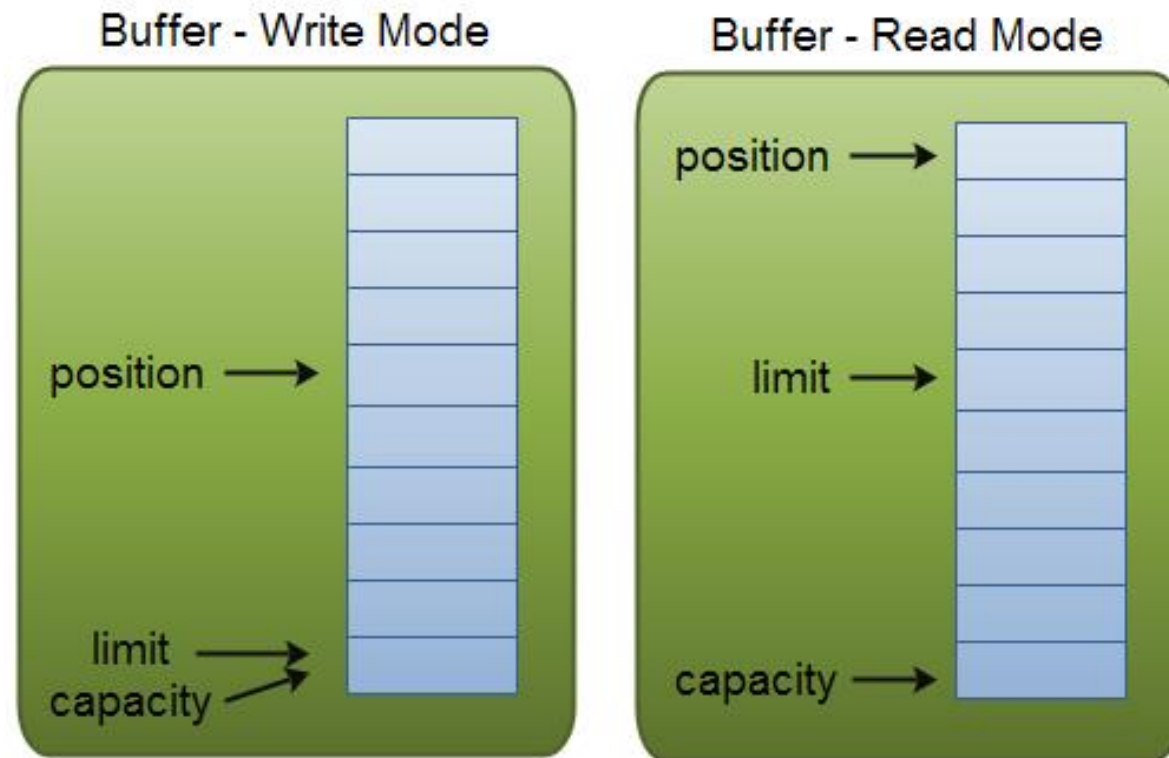 Buffer - Write Mode
position
limit
capacity
Buffer - Read Mode
position
limit
capacity